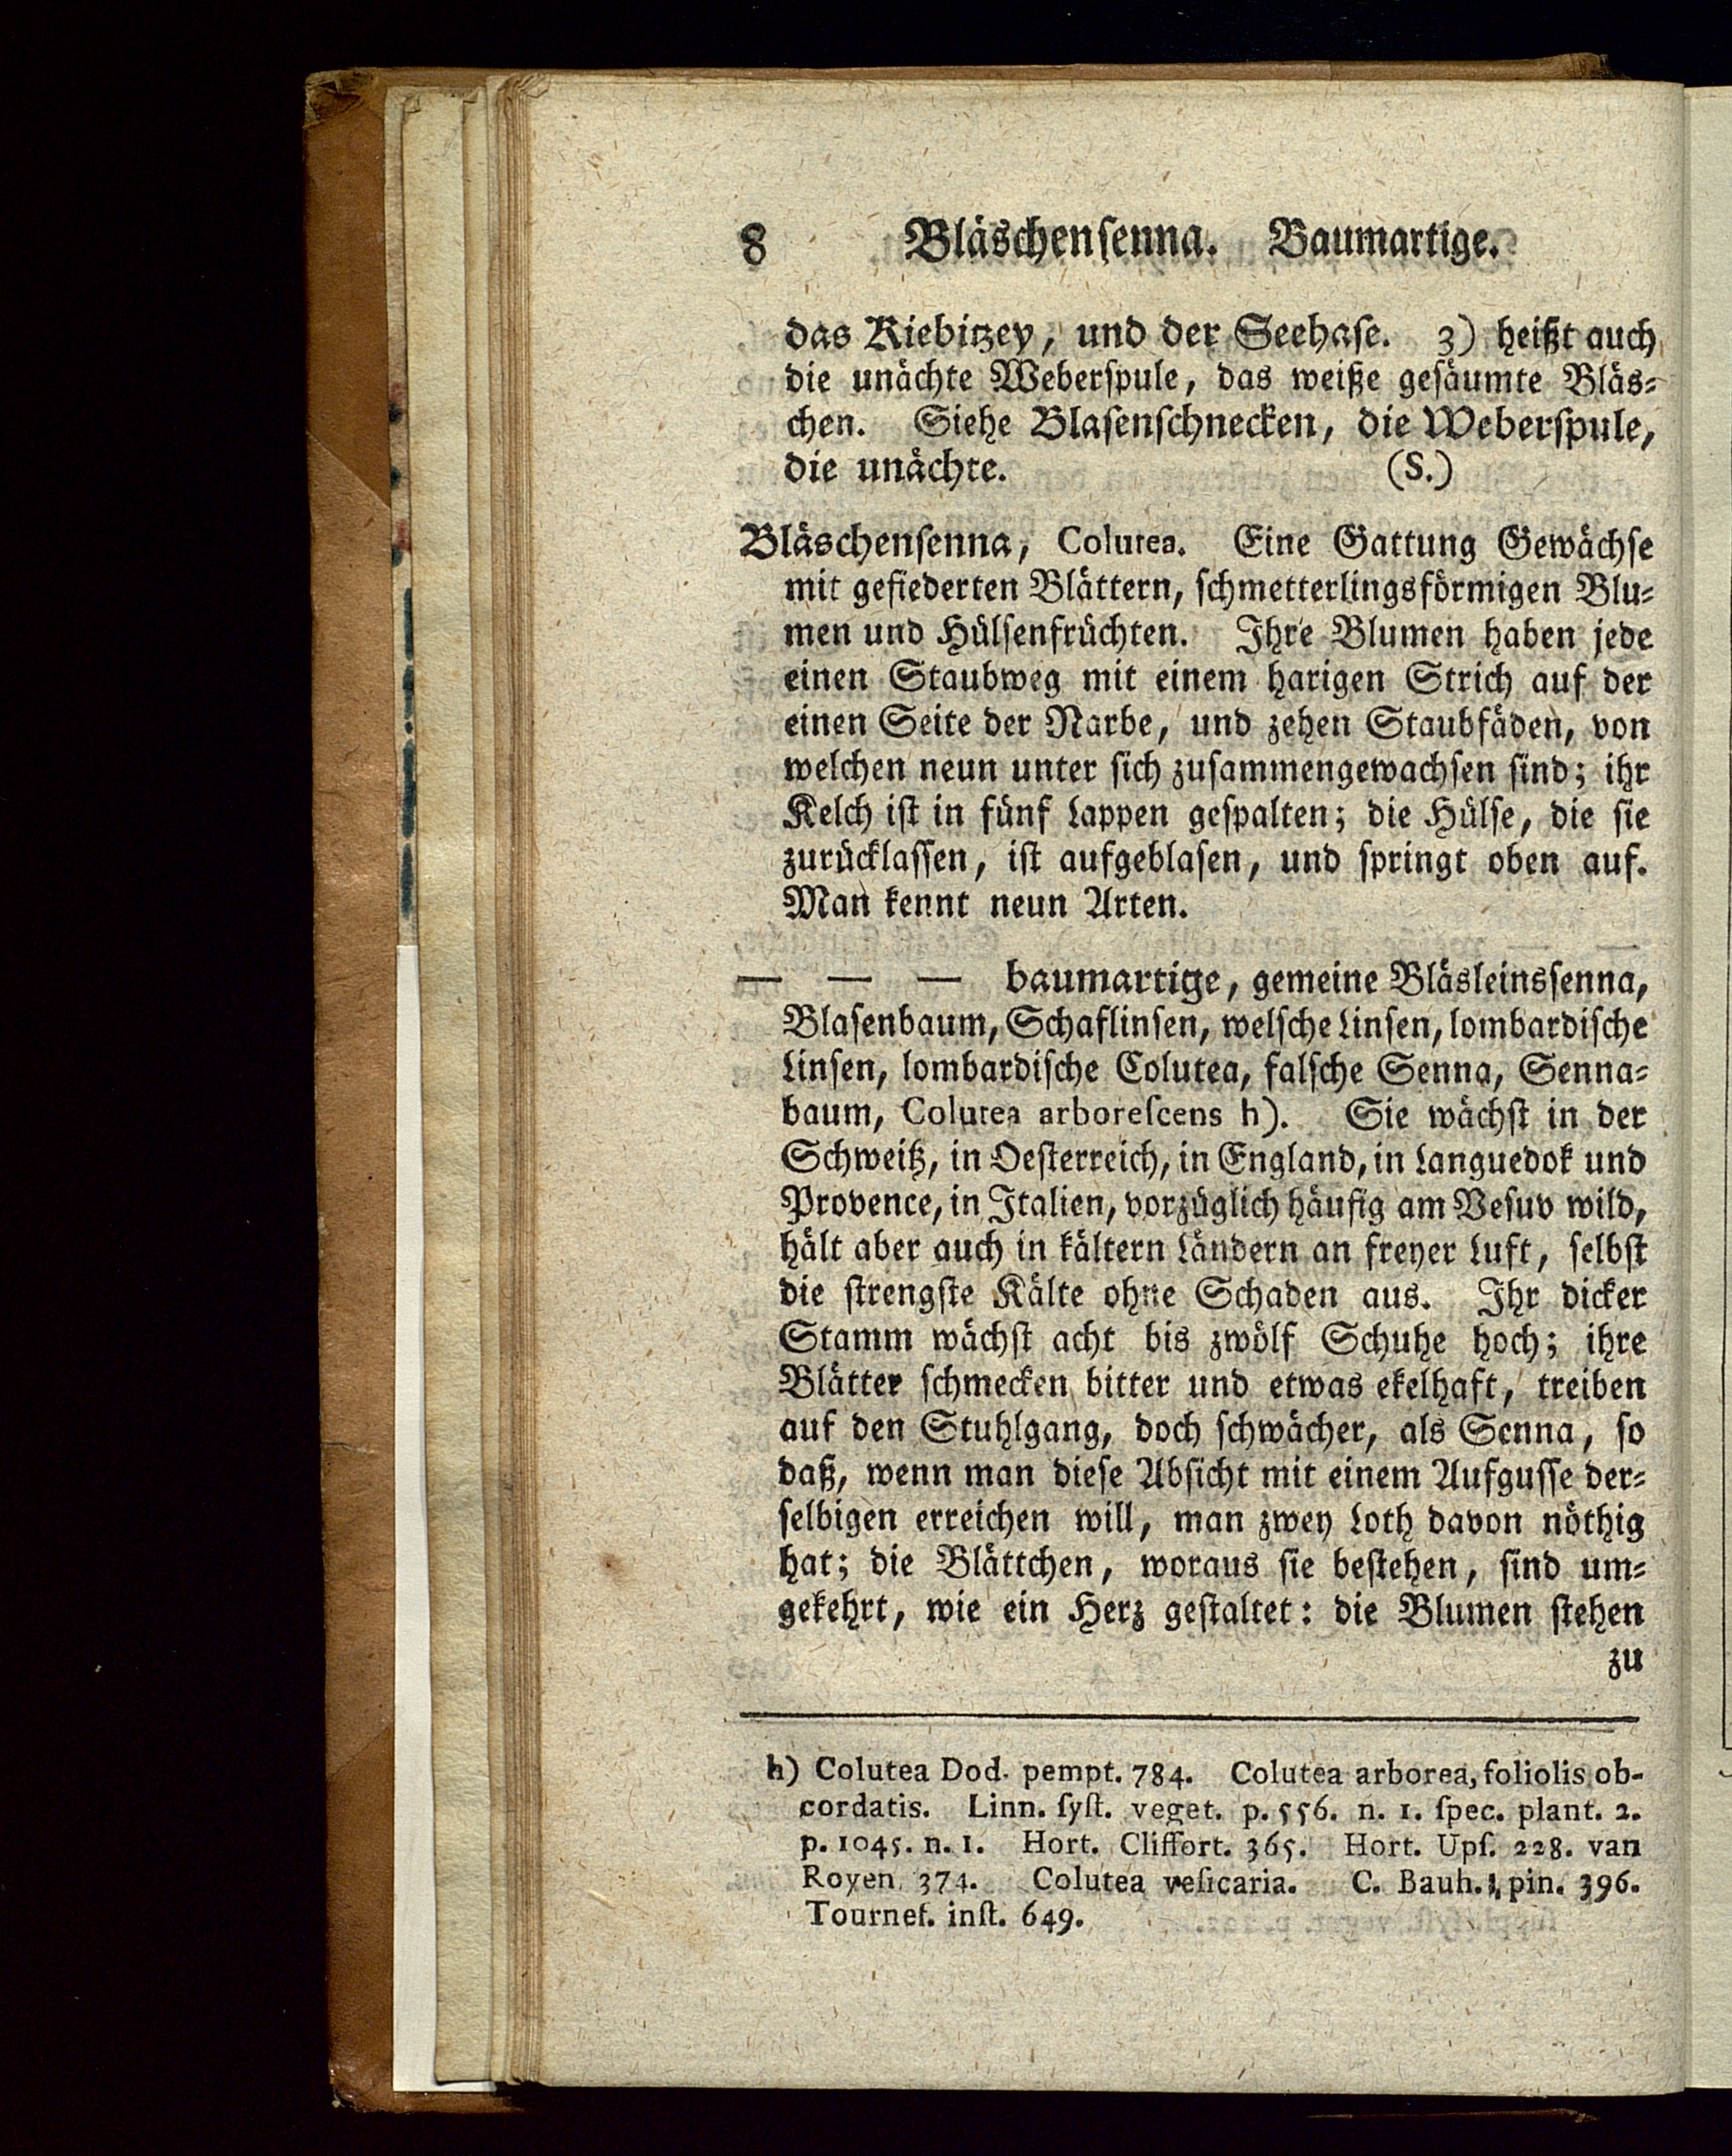 8 Bläschenſenna. Baumartige.
das Kiebitzey, und der Seehaſe. 3) heißt auch
die unächte Weberſpule, das weiße geſäumte Bläs-
chen. Siehe Blaſenſchnecken, die Weberſpule,
die unächte. (S.)
Bläschenſenna, Colutea. Eine Gattung Gewächſe
mit gefiederten Blättern, ſchmetterlingsförmigen Blu-
men und Hülſenfrüchten. Ihre Blumen haben jede
einen Staubweg mit einem harigen Strich auf der
einen Seite der Narbe, und zehen Staubfäden, von
welchen neun unter ſich zuſammengewachſen ſind; ihr
Kelch iſt in fünf Lappen geſpalten; die Hülſe, die ſie
zurücklaſſen, iſt aufgeblaſen, und ſpringt oben auf.
Man kennt neun Arten.
— — — baumartige, gemeine Bläsleinsſenna,
Blaſenbaum, Schaflinſen, welſche Linſen, lombardiſche
Linſen, lombardiſche Colutea, falſche Senna, Senna-
baum, Colutea arboreſcens h). Sie wächſt in der
Schweitz, in Oeſterreich, in England, in Languedok und
Provence, in Italien, vorzüglich häufig am Veſuv wild,
hält aber auch in kältern Ländern an freyer Luft, ſelbſt
die ſtrengſte Kälte ohne Schaden aus. Ihr dicker
Stamm wächſt acht bis zwölf Schuhe hoch; ihre
Blätter ſchmecken bitter und etwas ekelhaft, treiben
auf den Stuhlgang, doch ſchwächer, als Senna, ſo
daß, wenn man dieſe Abſicht mit einem Aufguſſe der-
ſelbigen erreichen will, man zwey Loth davon nöthig
hat; die Blättchen, woraus ſie beſtehen, ſind um-
gekehrt, wie ein Herz geſtaltet: die Blumen ſtehen
zu
h) Colutea Dod. pempt. 784. Colutea arborea, foliolis ob-
cordatis. Linn. ſyſt. veget. p. 556. n. 1. ſpec. plant. 2.
p. 1045. n. 1. Hort. Cliffort. 365. Hort. Upſ. 228. van
Royen 374. Colutea veſicaria. C. Bauh. pin. 396.
Tournef. inſt. 649.